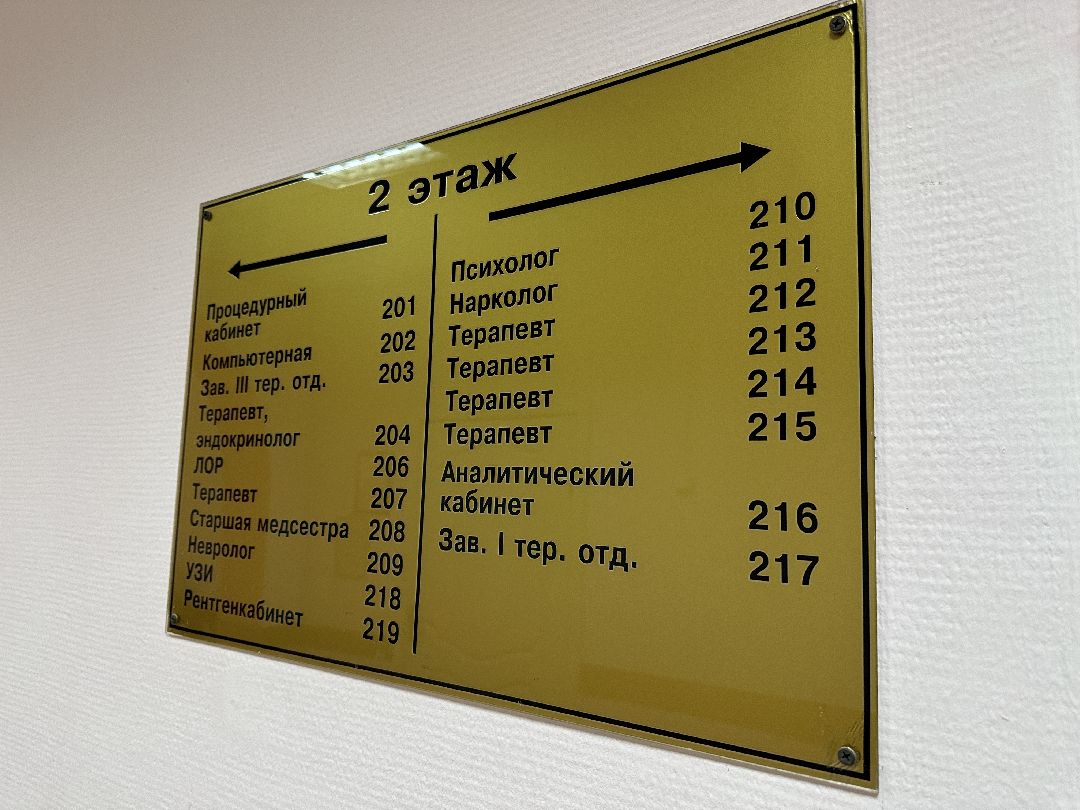 2 этаж
Процедурный
кабинет 201
Компьютерная 202
Зав. III тер. отд. 203
Терапевт,
эндокринолог 204
ЛОР 206
Терапевт 207
Старшая медсестра 208
Невролог 209
УЗИ 218
Рентгенкабинет 219
Психолог 210
Нарколог 211
Терапевт 212
Терапевт 213
Терапевт 214
Терапевт 215
Аналитический
кабинет 216
Зав. I тер. отд. 217